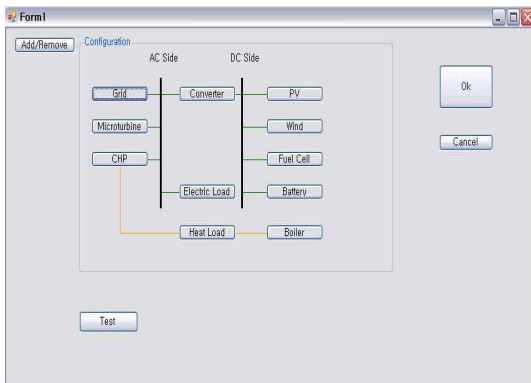 Form1
Add/Remove
Configuration
AC Side
DC Side
Grid
Converter
PV
Ok
Microturbine
Wind
Cancel
CHP
Fuel Cell
Electric Load
Battery
Heat Load
Boiler
Test